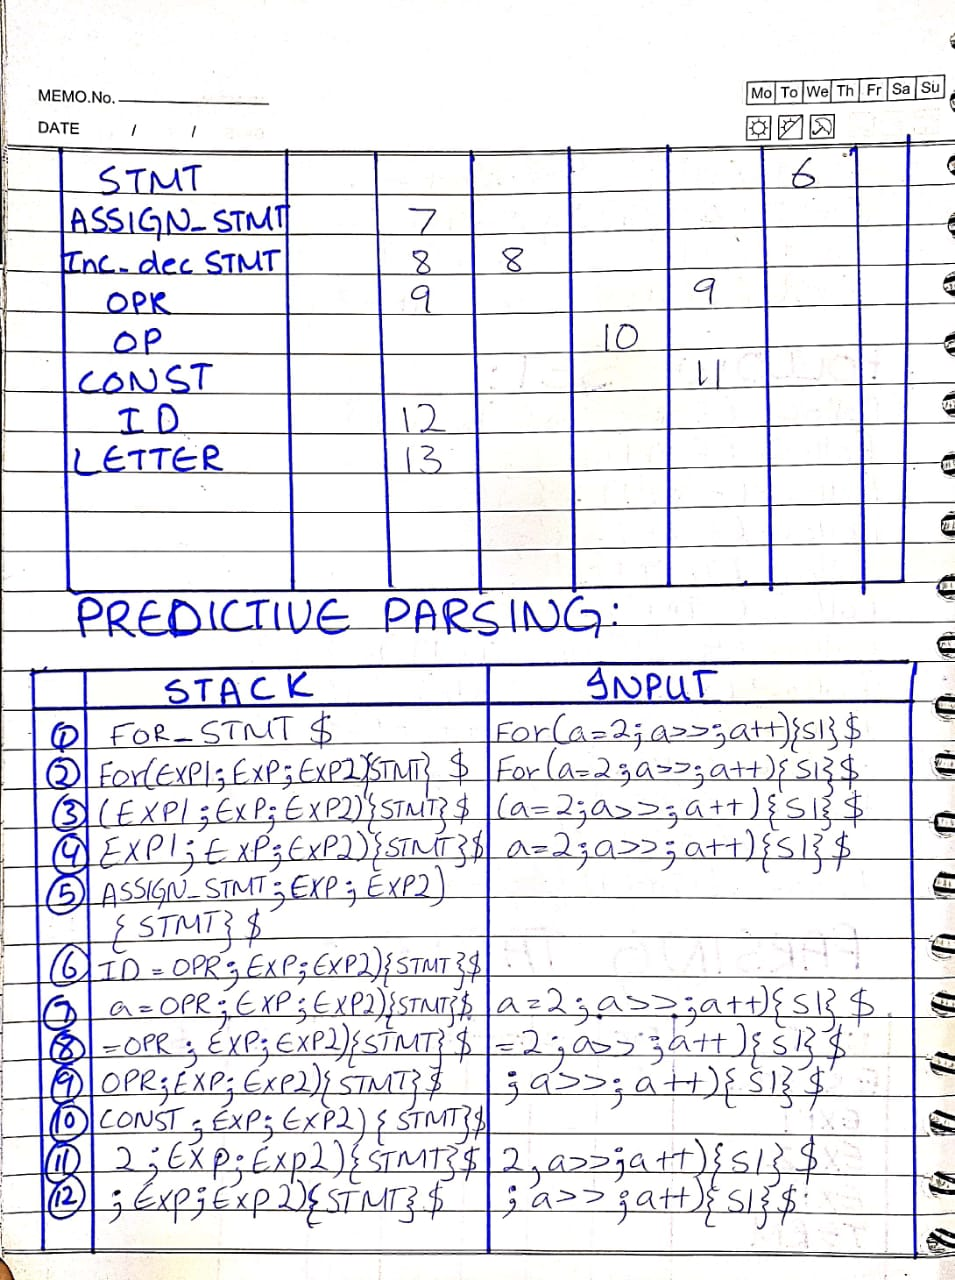 MEMO.No.
Mo To We Th Fr Sa Su
DATE / /
STMT 6
ASSIGN_STMT 7
Inc-dec STMT 8 8
OPR 9 9
OP 10
CONST 11
ID 12
LETTER 13
PREDICTIVE PARSING:
STACK INPUT
① FOR_STMT $ For(a=2;a>>;a++){S1}$
② For(EXP1;EXP;EXP2){STMT} $ For(a=2;a>>;a++){S1}$
③ (EXP1;EXP;EXP2){STMT}$ (a=2;a>>;a++){S1}$
④ EXP1;EXP;EXP2){STMT}$ a=2;a>>;a++){S1}$
⑤ ASSIGN_STMT;EXP;EXP2)
{STMT}$
⑥ ID=OPR;EXP;EXP2){STMT}$
⑦ a=OPR;EXP;EXP2){STMT}$ a=2;a>>;a++){S1}$
⑧ =OPR;EXP;EXP2){STMT}$ =2;a>>;a++){S1}$
⑨ OPR;EXP;EXP2){STMT}$ ;a>>;a++){S1}$
⑩ CONST;EXP;EXP2){STMT}$
⑪ 2;EXP;EXP2){STMT}$ 2,a>>;a++){S1}$
⑫ ;EXP;EXP2){STMT}$ ;a>>;a++){S1}$